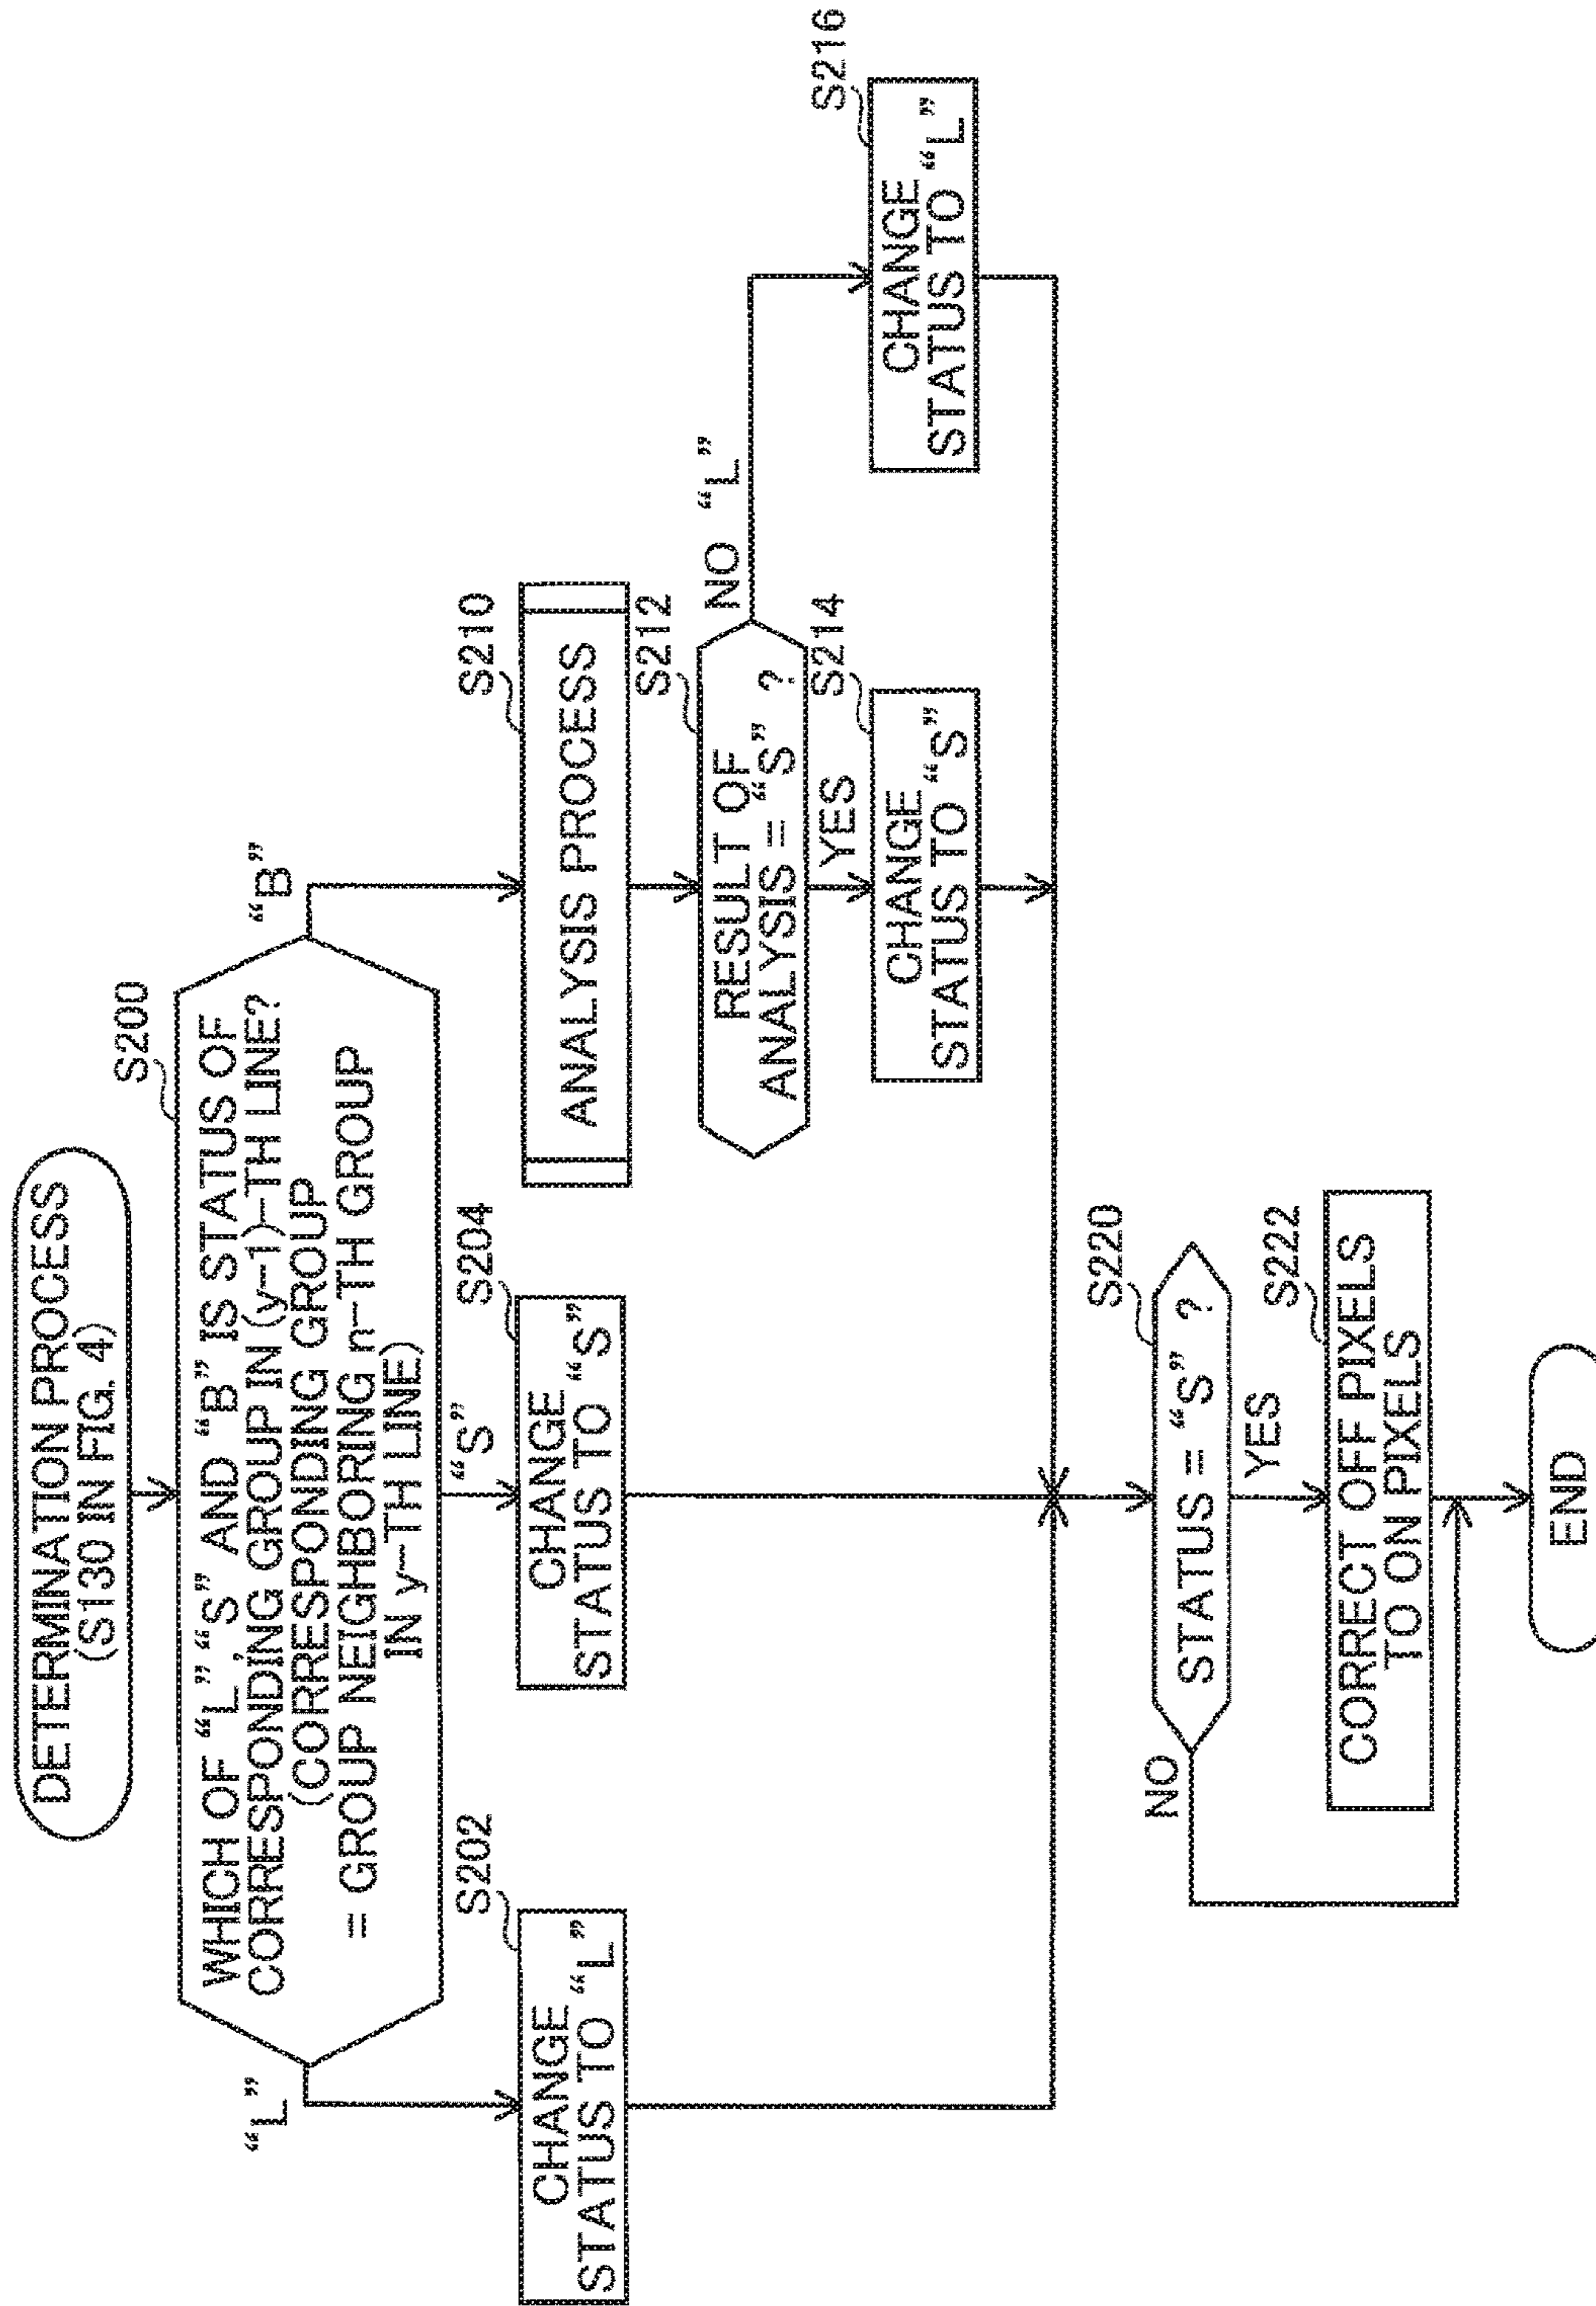 DETERMINATION PROCESS
(S130 IN FIG. 4)
S200
WHICH OF “L”, “S” AND “B” IS STATUS OF
CORRESPONDING GROUP IN (y-1)-TH LINE?
(CORRESPONDING GROUP
= GROUP NEIGHBORING n-TH GROUP
IN y-TH LINE)
“L”
“S”
“B”
S202
CHANGE
STATUS TO “L”
S204
CHANGE
STATUS TO “S”
S210
ANALYSIS PROCESS
S212
RESULT OF
ANALYSIS = “S” ?
NO “L”
YES
S214
CHANGE
STATUS TO “S”
S216
CHANGE
STATUS TO “L”
S220
STATUS = “S” ?
NO
YES
S222
CORRECT OFF PIXELS
TO ON PIXELS
END